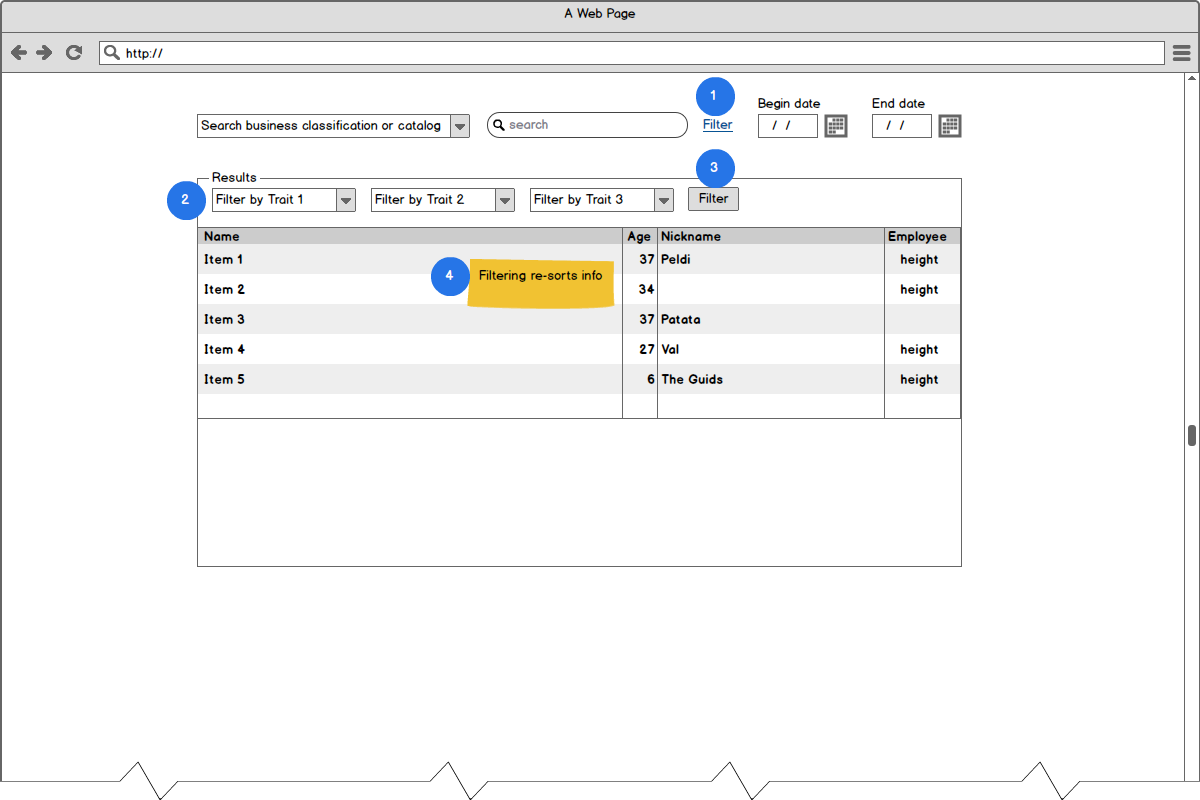 A Web Page
http://
1
Begin date
End date
Search business classification or catalog
search
Filter
/ /
/ /
3
Results
2
Filter by Trait 1
Filter by Trait 2
Filter by Trait 3
Filter
Name Age Nickname Employee
Item 1 37 Peldi height
4
Filtering re-sorts info
Item 2 34 height
Item 3 37 Patata
Item 4 27 Val height
Item 5 6 The Guids height